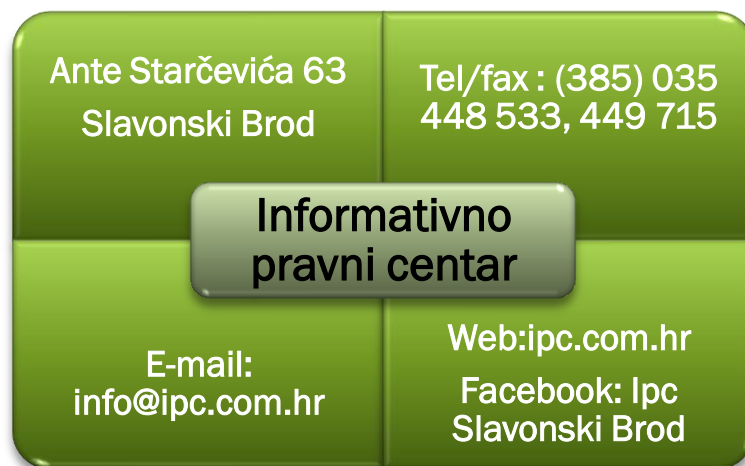 Ante Starčevića 63
Slavonski Brod
Tel/fax : (385) 035
448 533, 449 715
Informativno
pravni centar
E-mail:
info@ipc.com.hr
Web:ipc.com.hr
Facebook: Ipc
Slavonski Brod